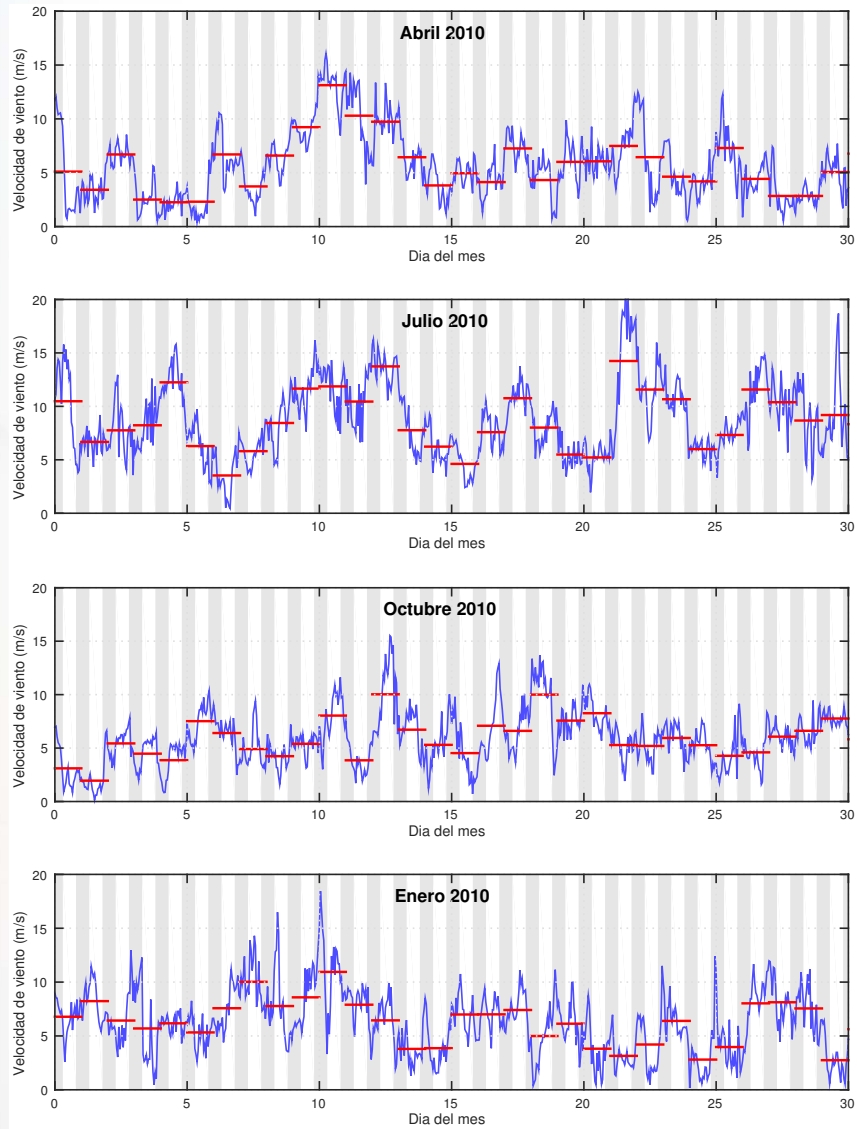 Abril 2010
Velocidad de viento (m/s)
20
15
10
5
0
0 5 10 15 20 25 30
Dia del mes
Julio 2010
Velocidad de viento (m/s)
20
15
10
5
0
0 5 10 15 20 25 30
Dia del mes
Octubre 2010
Velocidad de viento (m/s)
20
15
10
5
0
0 5 10 15 20 25 30
Dia del mes
Enero 2010
Velocidad de viento (m/s)
20
15
10
5
0
0 5 10 15 20 25 30
Dia del mes